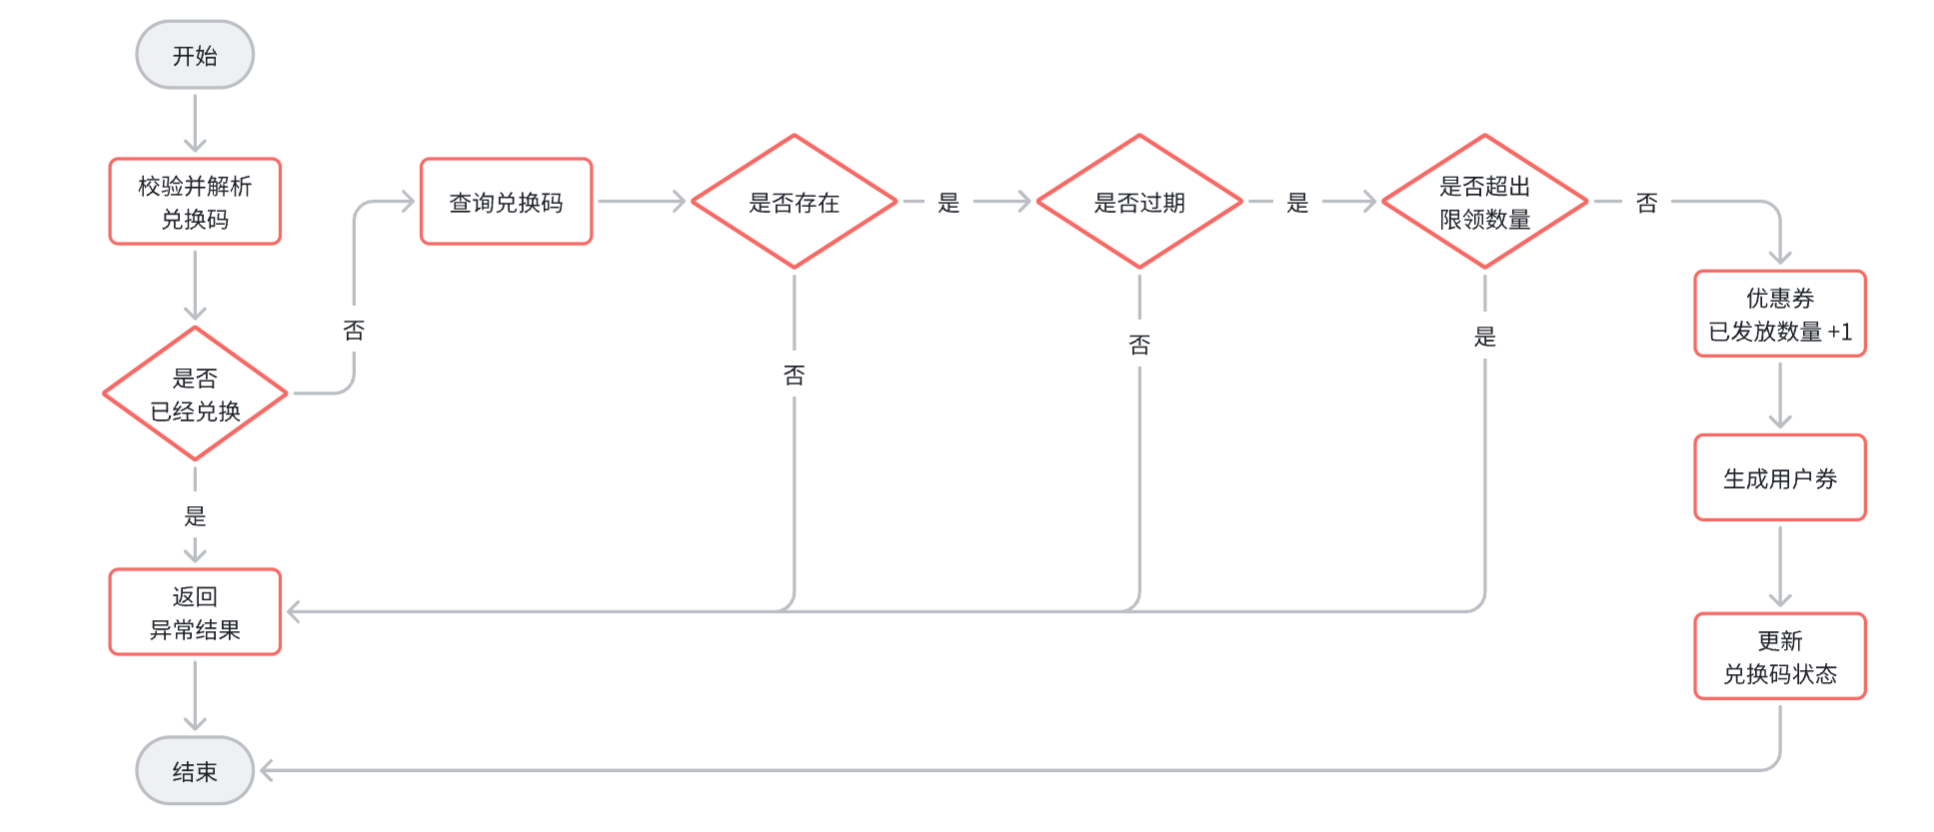 开始
校验并解析
兑换码
是否
已经兑换
是
返回
异常结果
结束
否
查询兑换码
是否存在
是
否
是否过期
是
否
是否超出
限领数量
否
是
优惠券
已发放数量 +1
生成用户券
更新
兑换码状态